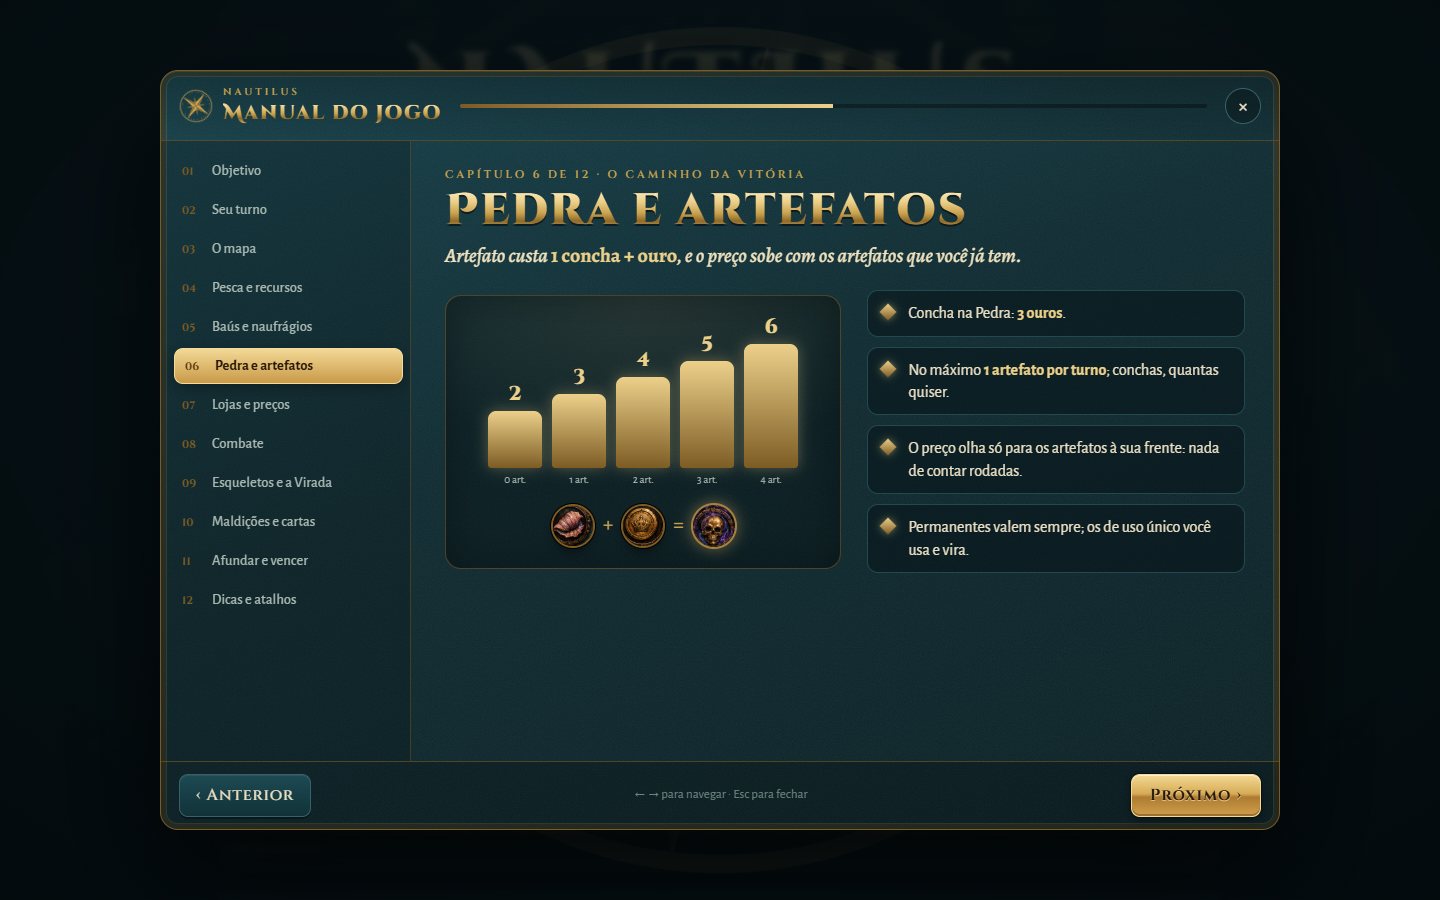 NAUTILUS
MANUAL DO JOGO
×
01 Objetivo
02 Seu turno
03 O mapa
04 Pesca e recursos
05 Baús e naufrágios
06 Pedra e artefatos
07 Lojas e preços
08 Combate
09 Esqueletos e a Virada
10 Maldições e cartas
11 Afundar e vencer
12 Dicas e atalhos
CAPÍTULO 6 DE 12 · O CAMINHO DA VITÓRIA
PEDRA E ARTEFATOS
Artefato custa 1 concha + ouro, e o preço sobe com os artefatos que você já tem.
2 3 4 5 6
0 art. 1 art. 2 art. 3 art. 4 art.
+ =
Concha na Pedra: 3 ouros.
No máximo 1 artefato por turno; conchas, quantas
quiser.
O preço olha só para os artefatos à sua frente: nada
de contar rodadas.
Permanentes valem sempre; os de uso único você
usa e vira.
‹ ANTERIOR
← → para navegar · Esc para fechar
PRÓXIMO ›